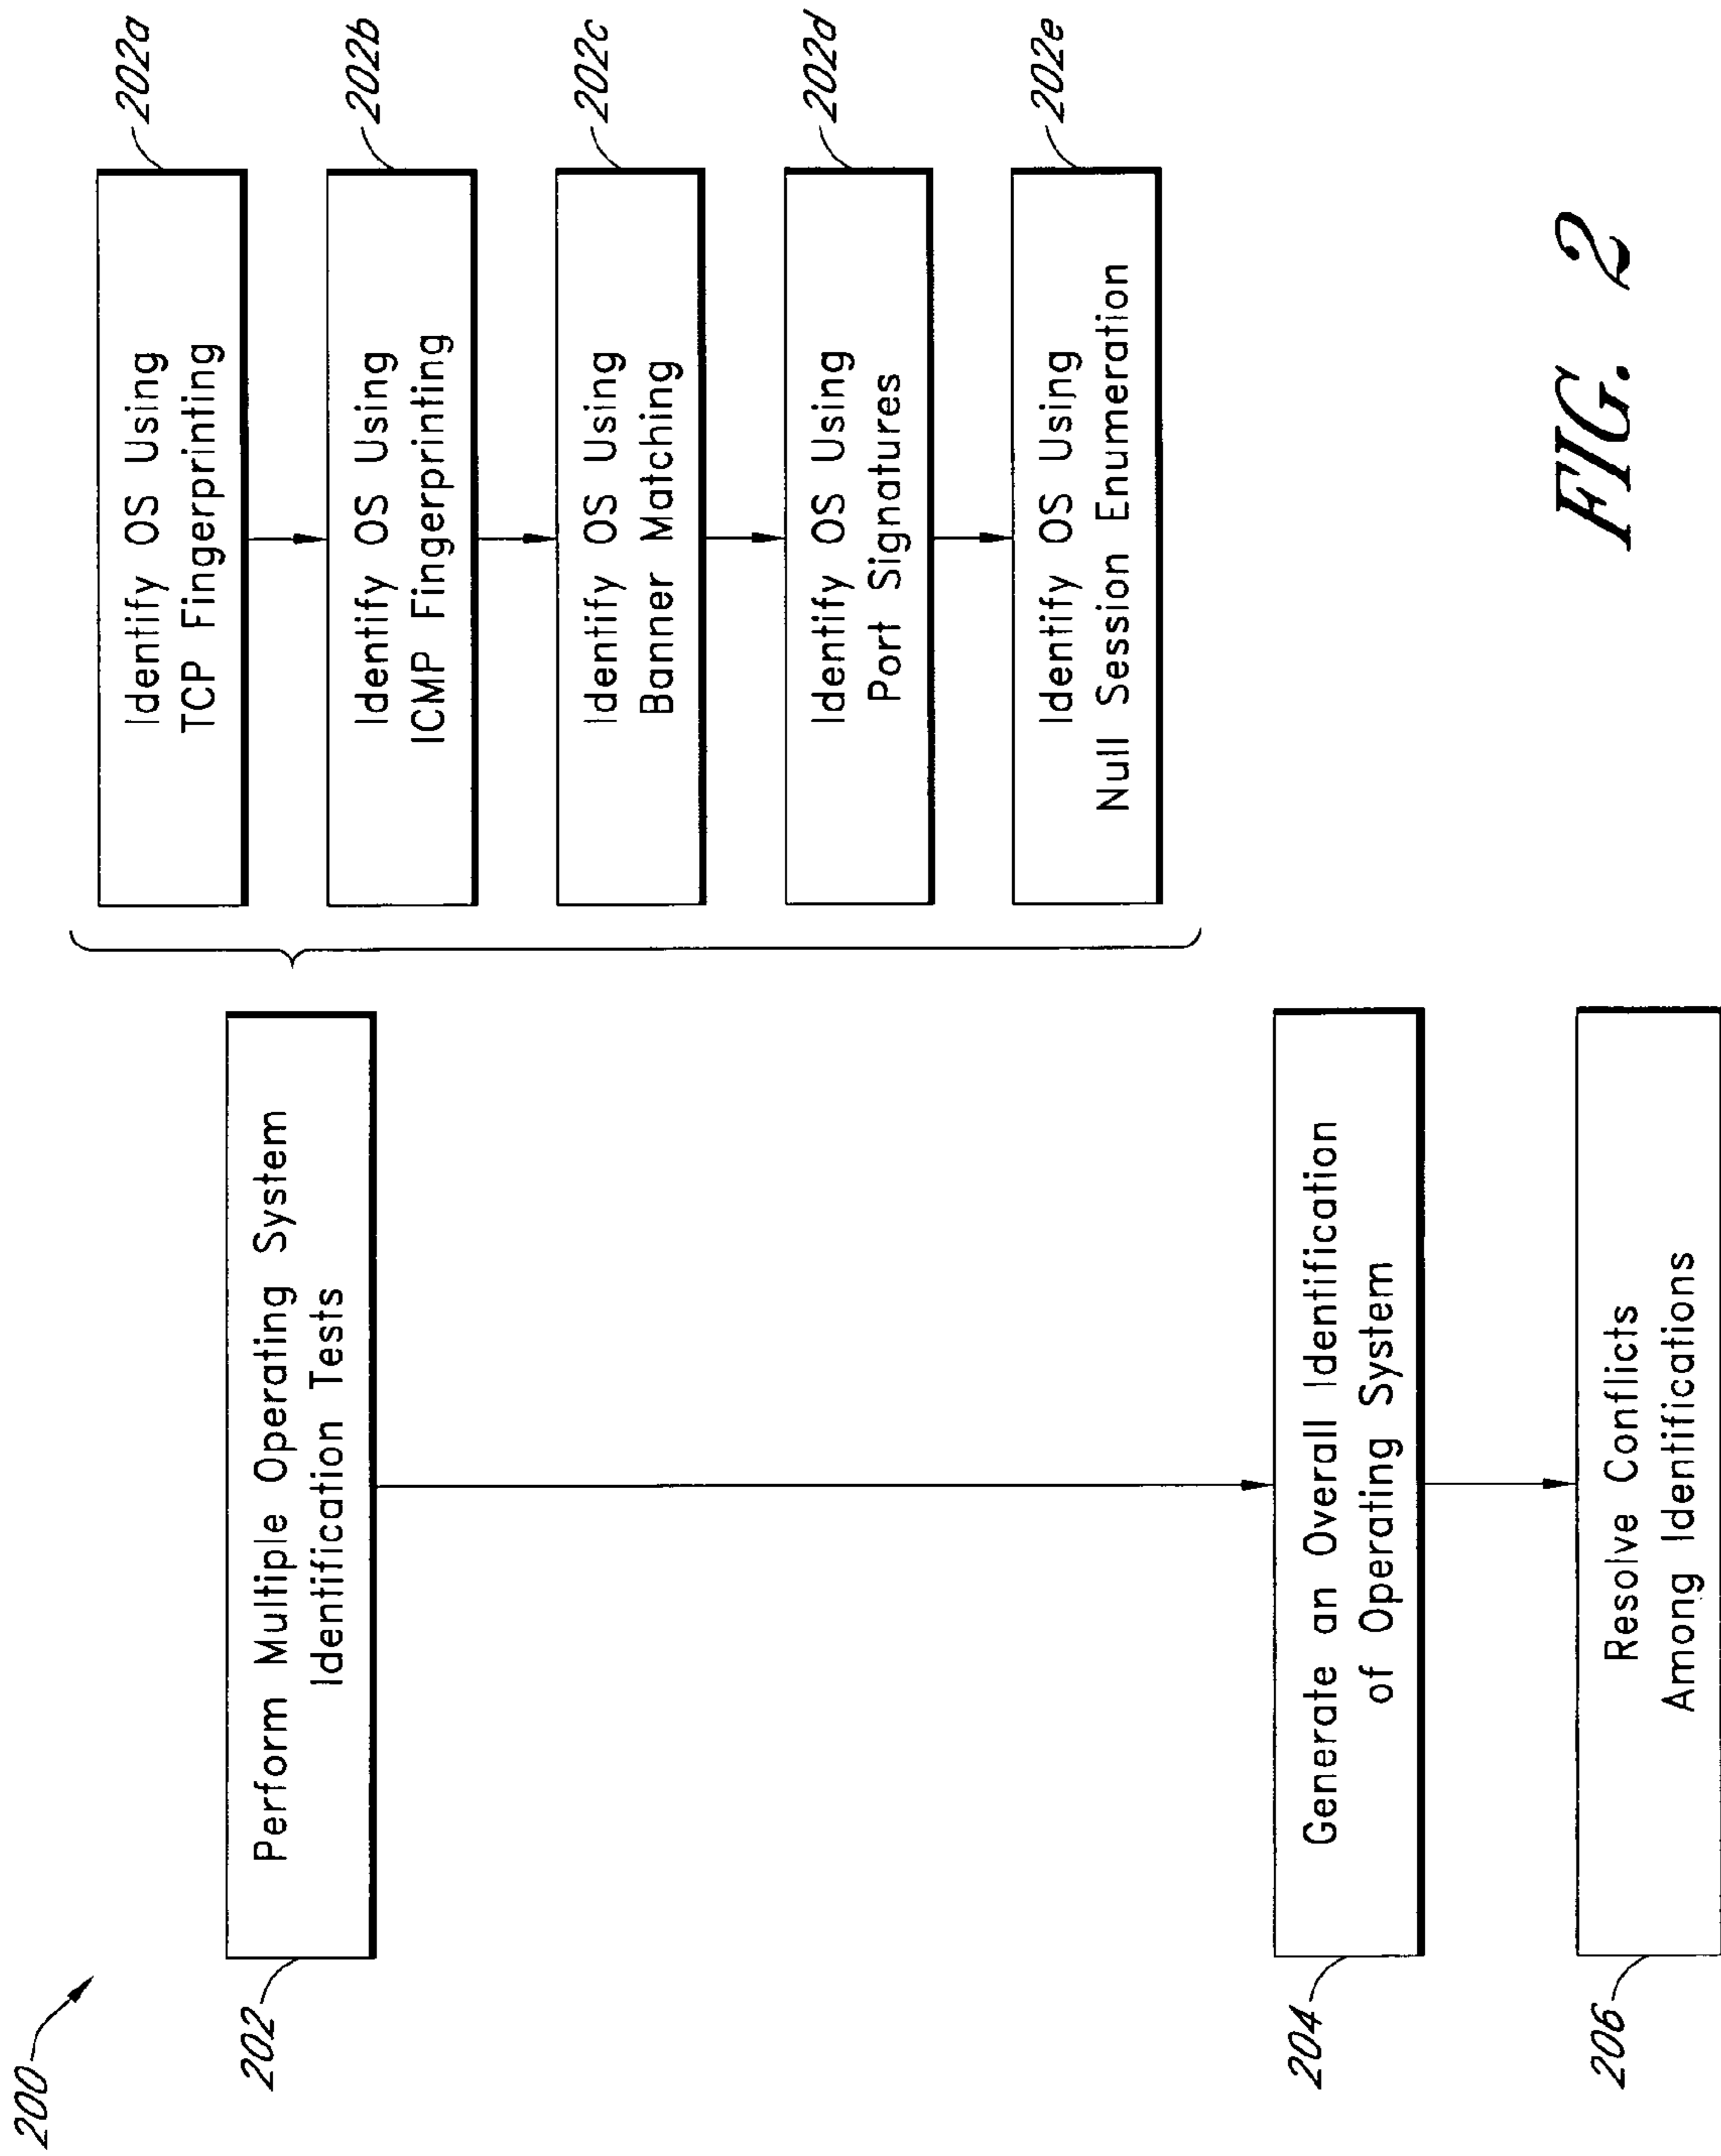 200
202
Perform Multiple Operating System
Identification Tests
Identify OS Using
TCP Fingerprinting
202a
Identify OS Using
ICMP Fingerprinting
202b
Identify OS Using
Banner Matching
202c
Identify OS Using
Port Signatures
202d
Identify OS Using
Null Session Enumeration
202e
204
Generate an Overall Identification
of Operating System
206
Resolve Conflicts
Among Identifications
FIG. 2